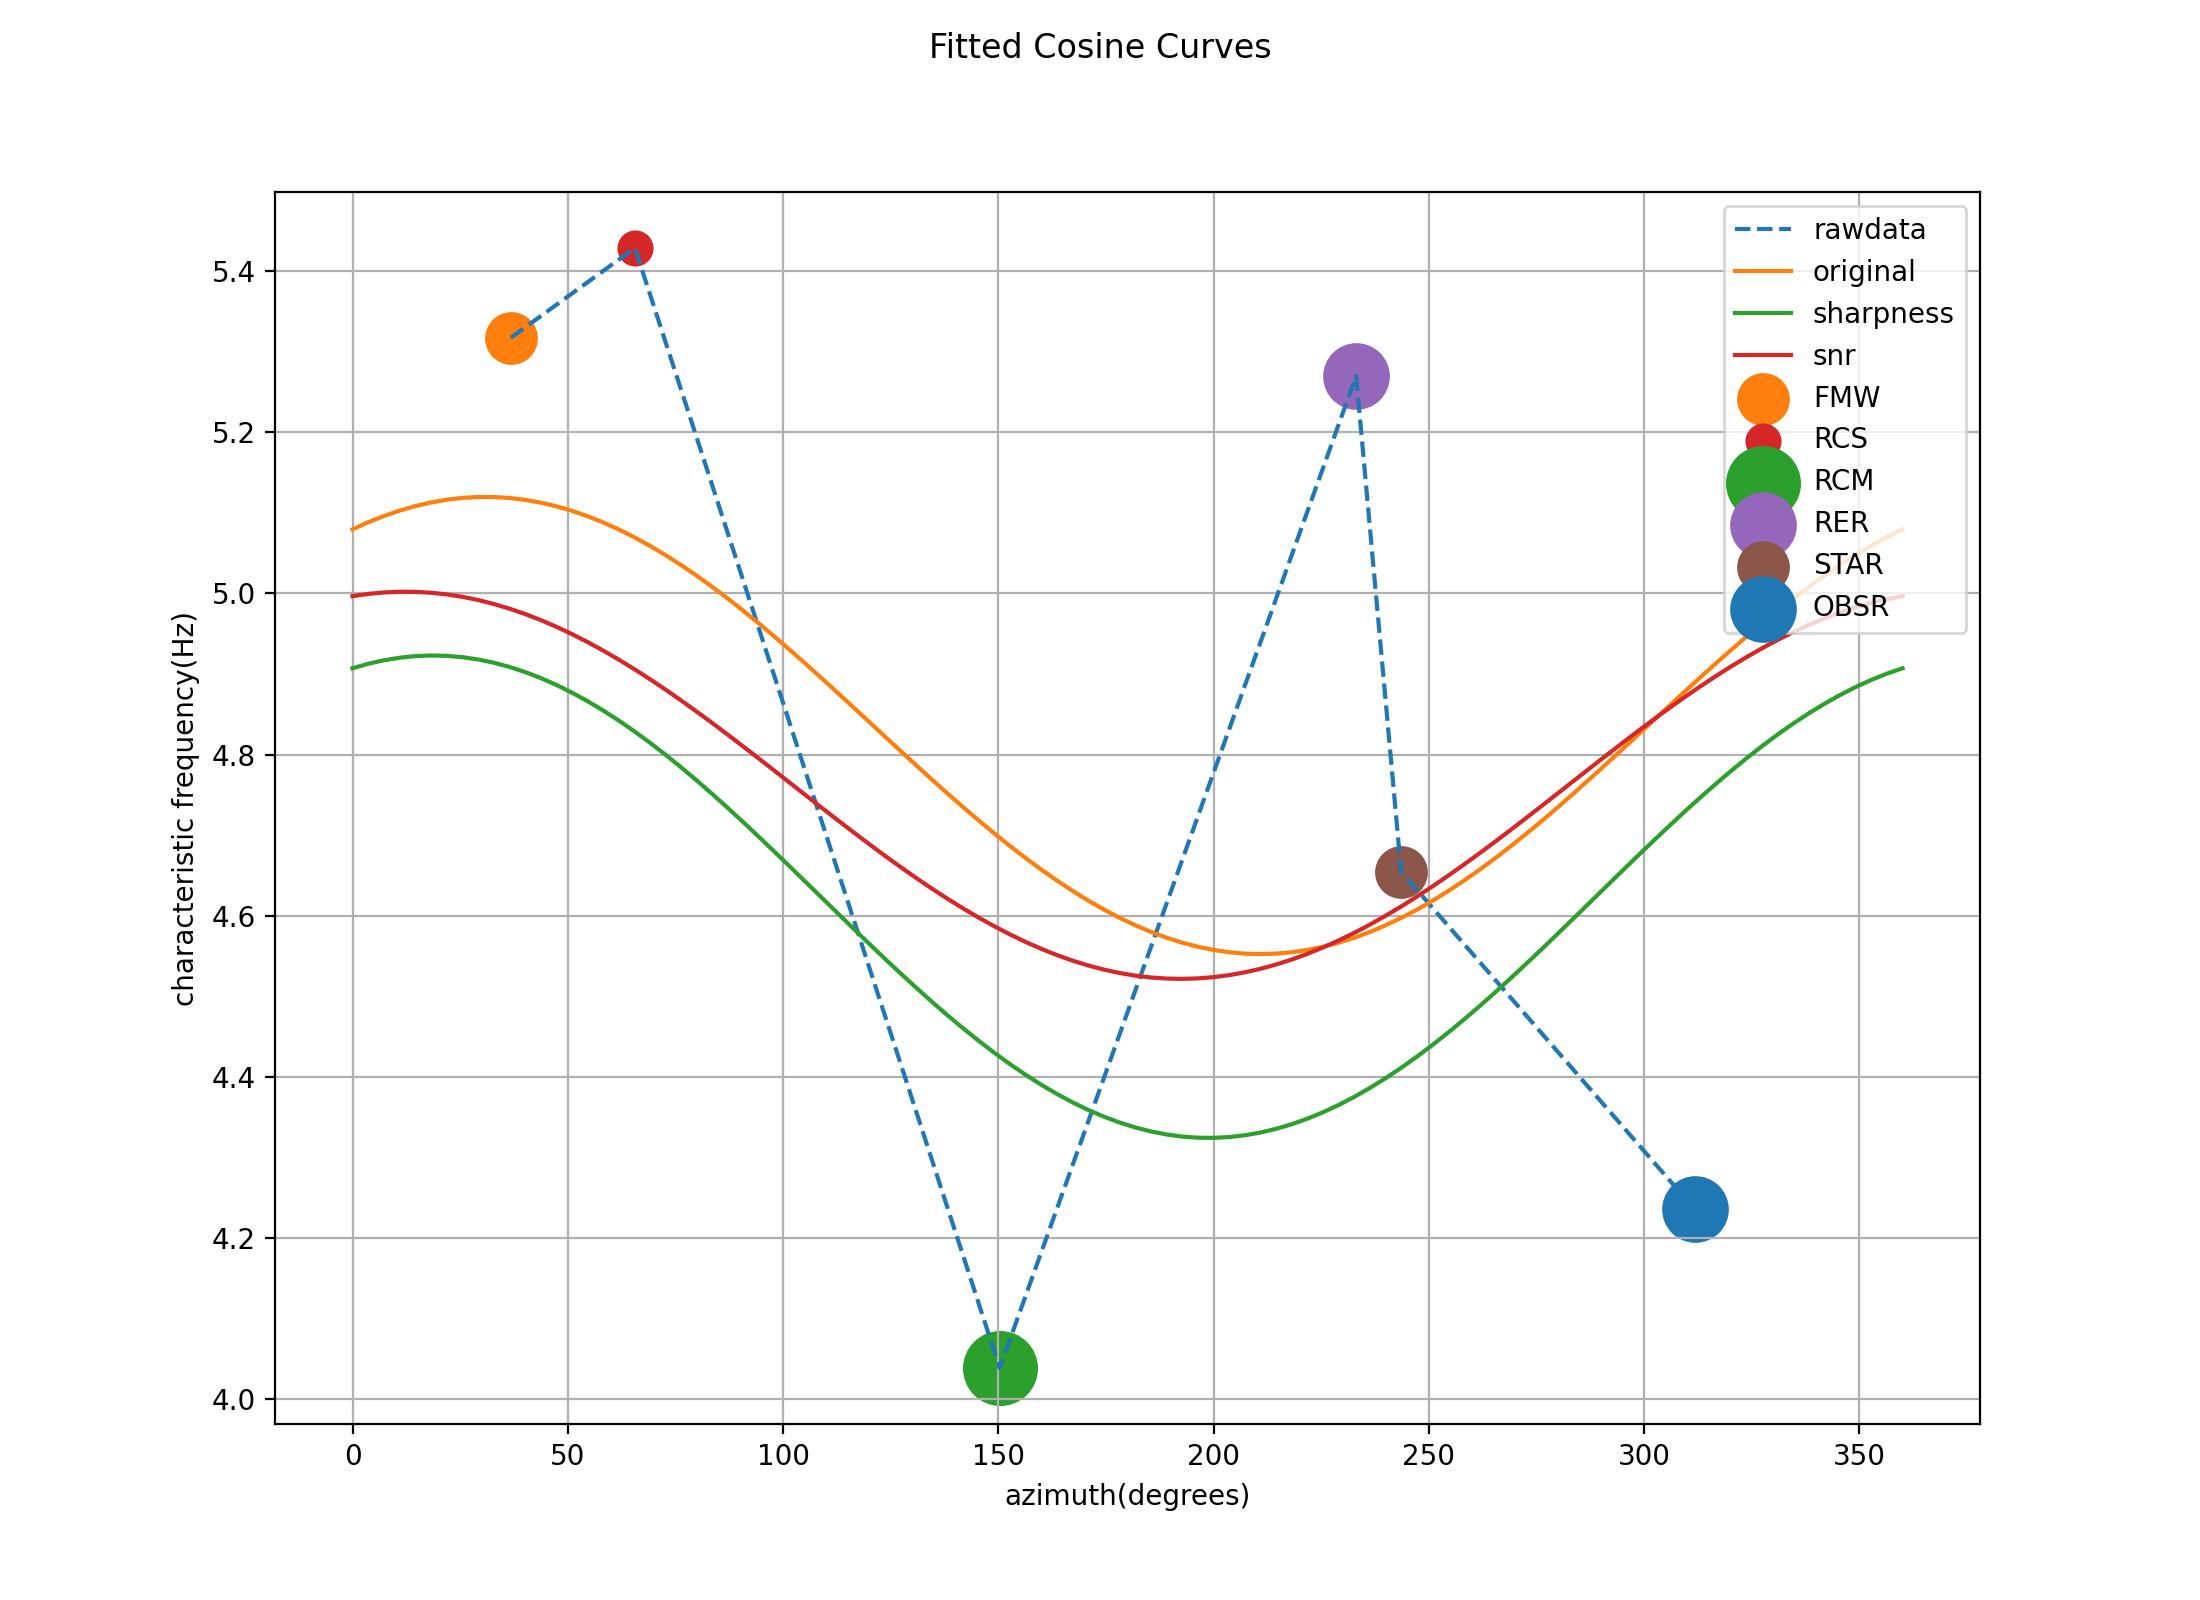 Fitted Cosine Curves
rawdata
original
sharpness
snr
FMW
RCS
RCM
RER
STAR
OBSR
characteristic frequency(Hz)
5.4
5.2
5.0
4.8
4.6
4.4
4.2
4.0
0 50 100 150 200 250 300 350
azimuth(degrees)